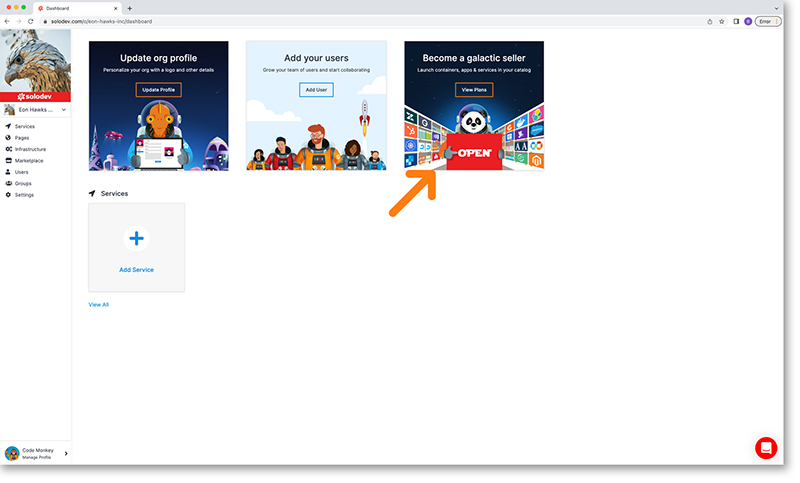 Dashboard
solodev.com/o/eon-hawks-inc/dashboard
B
Error
solodev
Eon Hawks ...
Services
Pages
Infrastructure
Marketplace
Users
Groups
Settings
Update org profile
Personalize your org with a logo and other details
Update Profile
Add your users
Grow your team of users and start collaborating
Add User
Become a galactic seller
Launch containers, apps & services in your catalog
View Plans
OPEN
Services
Add Service
View All
Code Monkey
Manage Profile